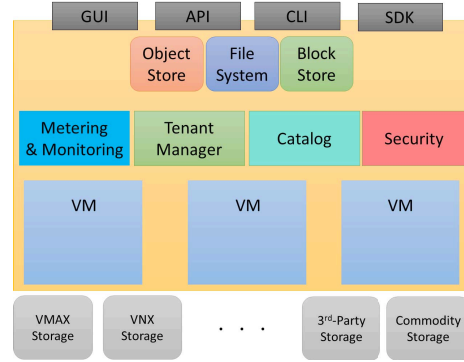 GUI API CLI SDK
Object Store File System Block Store
Metering & Monitoring Tenant Manager Catalog Security
VM VM VM
VMAX Storage VNX Storage . . . 3rd-Party Storage Commodity Storage